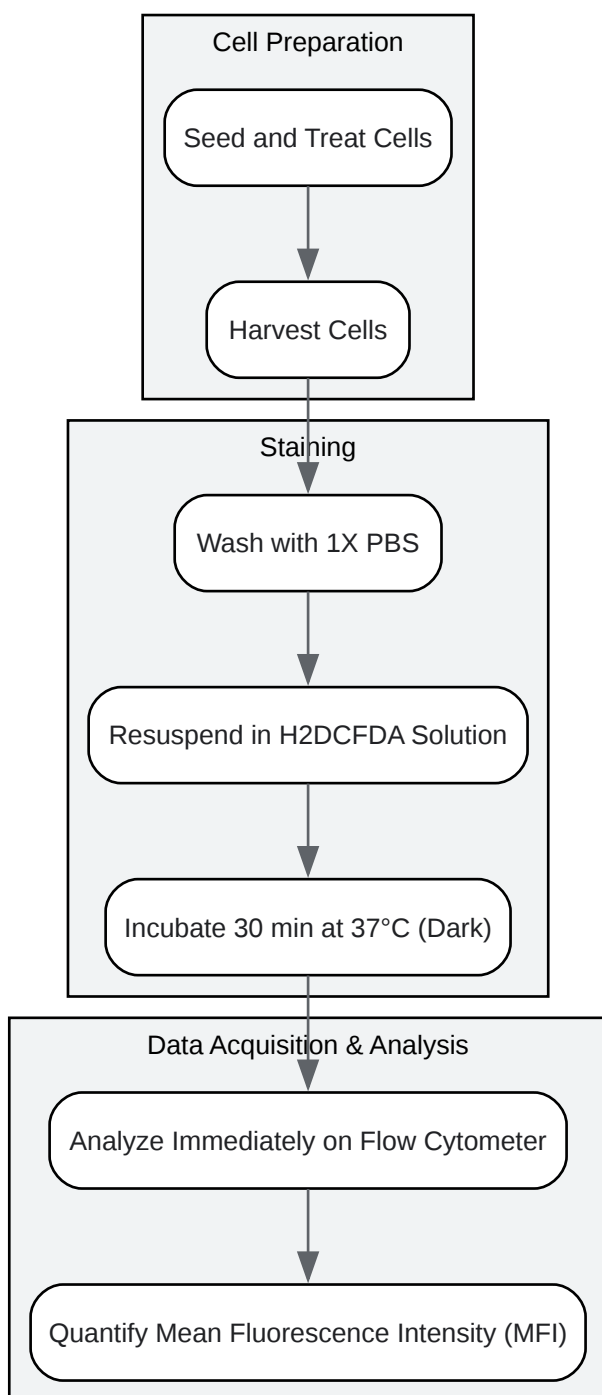 Cell Preparation
Seed and Treat Cells
Harvest Cells
Staining
Wash with 1X PBS
Resuspend in H2DCFDA Solution
Incubate 30 min at 37°C (Dark)
Data Acquisition & Analysis
Analyze Immediately on Flow Cytometer
Quantify Mean Fluorescence Intensity (MFI)